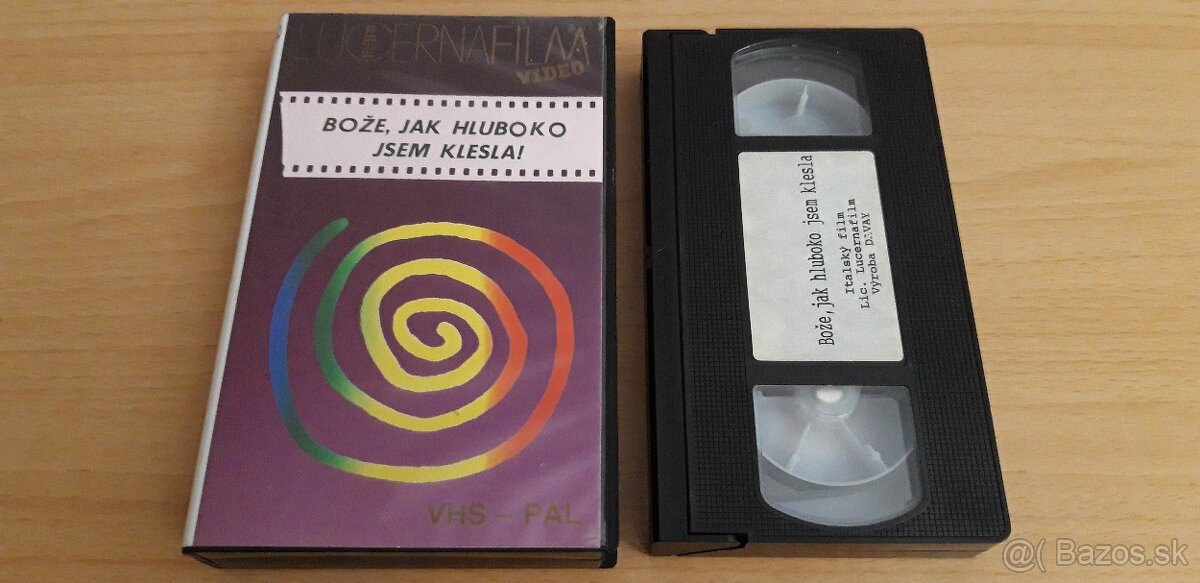 LUCERNAFILM
VIDEO
BOŽE, JAK HLUBOKO
JSEM KLESLA!
VHS – PAL
Bože, jak hluboko jsem klesla
Italský film
Lic. Lucernafilm
Výroba DAVAY
@( Bazos.sk